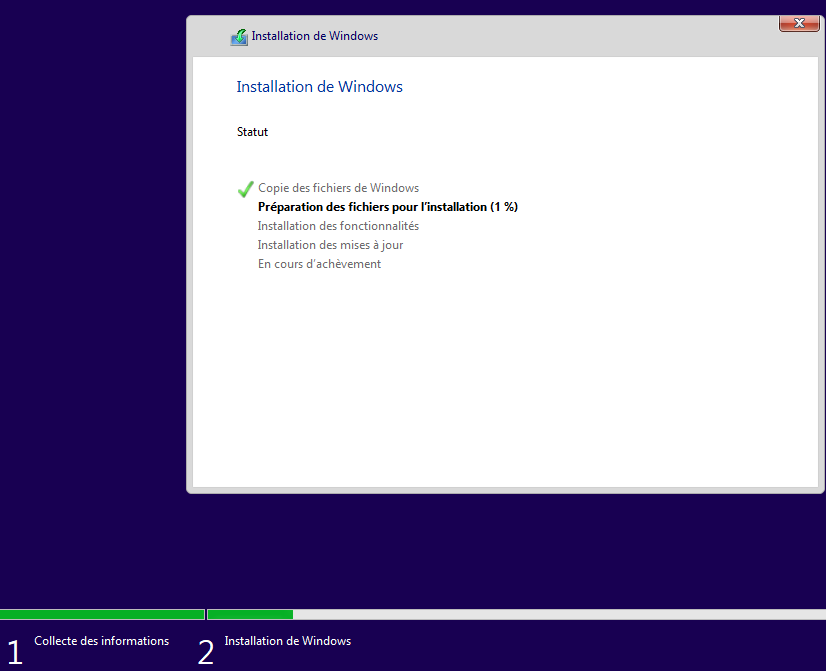 Installation de Windows
Installation de Windows
Statut
Copie des fichiers de Windows
Préparation des fichiers pour l'installation (1 %)
Installation des fonctionnalités
Installation des mises à jour
En cours d'achèvement
1 Collecte des informations 2 Installation de Windows